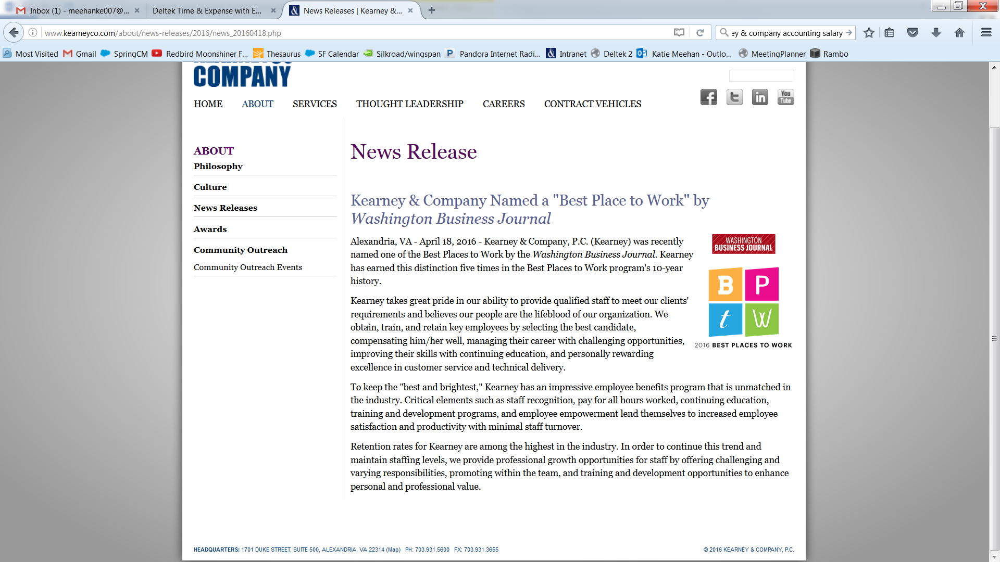 Inbox (1) - meehanke007@...
Deltek Time & Expense with E...
News Releases | Kearney &...
www.kearneyco.com/about/news-releases/2016/news_20160418.php
ey & company accounting salary
Most Visited Gmail SpringCM Redbird Moonshiner F... Thesaurus SF Calendar Silkroad/wingspan Pandora Internet Radi... Intranet Deltek 2 Katie Meehan - Outlo... MeetingPlanner Rambo
COMPANY
HOME ABOUT SERVICES THOUGHT LEADERSHIP CAREERS CONTRACT VEHICLES
You
Tube
ABOUT
Philosophy
Culture
News Releases
Awards
Community Outreach
Community Outreach Events
News Release
Kearney & Company Named a "Best Place to Work" by
Washington Business Journal
Alexandria, VA - April 18, 2016 - Kearney & Company, P.C. (Kearney) was recently
named one of the Best Places to Work by the Washington Business Journal. Kearney
has earned this distinction five times in the Best Places to Work program's 10-year
history.
WASHINGTON
BUSINESS JOURNAL
B P
t W
2016 BEST PLACES TO WORK
Kearney takes great pride in our ability to provide qualified staff to meet our clients'
requirements and believes our people are the lifeblood of our organization. We
obtain, train, and retain key employees by selecting the best candidate,
compensating him/her well, managing their career with challenging opportunities,
improving their skills with continuing education, and personally rewarding
excellence in customer service and technical delivery.
To keep the "best and brightest," Kearney has an impressive employee benefits program that is unmatched in
the industry. Critical elements such as staff recognition, pay for all hours worked, continuing education,
training and development programs, and employee empowerment lend themselves to increased employee
satisfaction and productivity with minimal staff turnover.
Retention rates for Kearney are among the highest in the industry. In order to continue this trend and
maintain staffing levels, we provide professional growth opportunities for staff by offering challenging and
varying responsibilities, promoting within the team, and training and development opportunities to enhance
personal and professional value.
HEADQUARTERS: 1701 DUKE STREET, SUITE 500, ALEXANDRIA, VA 22314 (Map) PH: 703.931.5600 FX: 703.931.3655
© 2016 KEARNEY & COMPANY, P.C.